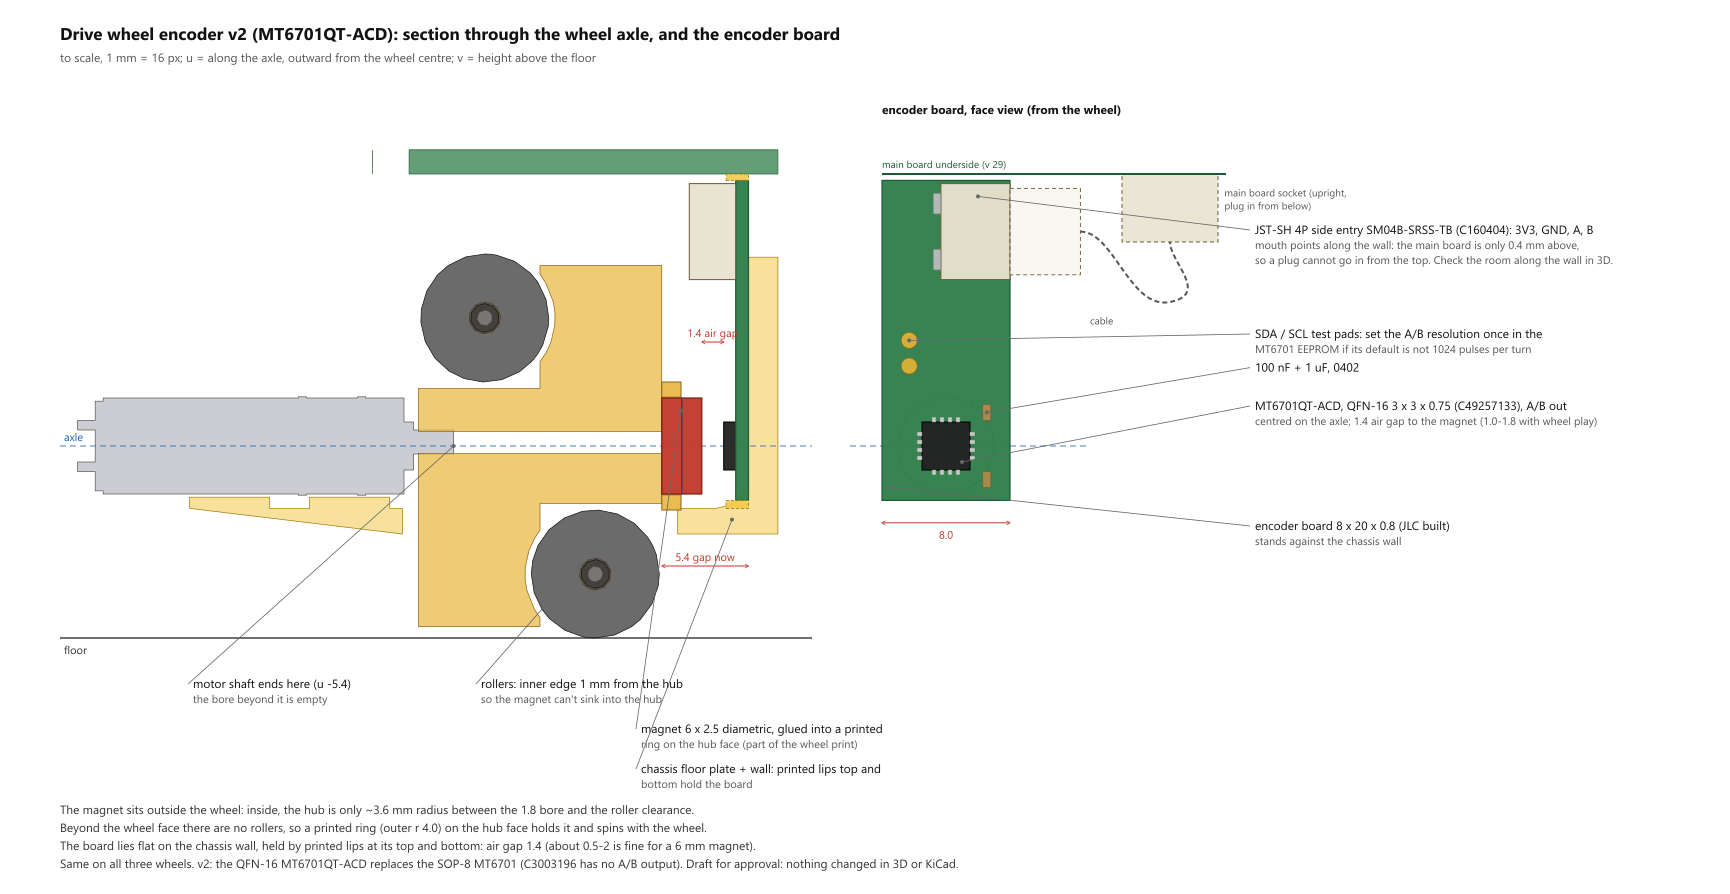 Drive wheel encoder v2 (MT6701QT-ACD): section through the wheel axle, and the encoder board
to scale, 1 mm = 16 px; u = along the axle, outward from the wheel centre; v = height above the floor
encoder board, face view (from the wheel)
main board underside (v 29)
main board socket (upright,
plug in from below)
JST-SH 4P side entry SM04B-SRSS-TB (C160404): 3V3, GND, A, B
mouth points along the wall: the main board is only 0.4 mm above,
so a plug cannot go in from the top. Check the room along the wall in 3D.
cable
1.4 air gap
SDA / SCL test pads: set the A/B resolution once in the
MT6701 EEPROM if its default is not 1024 pulses per turn
100 nF + 1 uF, 0402
MT6701QT-ACD, QFN-16 3 x 3 x 0.75 (C49257133), A/B out
centred on the axle; 1.4 air gap to the magnet (1.0-1.8 with wheel play)
axle
8.0
encoder board 8 x 20 x 0.8 (JLC built)
stands against the chassis wall
5.4 gap now
floor
motor shaft ends here (u -5.4)
the bore beyond it is empty
rollers: inner edge 1 mm from the hub
so the magnet can't sink into the hub
magnet 6 x 2.5 diametric, glued into a printed
ring on the hub face (part of the wheel print)
chassis floor plate + wall: printed lips top and
bottom hold the board
The magnet sits outside the wheel: inside, the hub is only ~3.6 mm radius between the 1.8 bore and the roller clearance.
Beyond the wheel face there are no rollers, so a printed ring (outer r 4.0) on the hub face holds it and spins with the wheel.
The board lies flat on the chassis wall, held by printed lips at its top and bottom: air gap 1.4 (about 0.5-2 is fine for a 6 mm magnet).
Same on all three wheels. v2: the QFN-16 MT6701QT-ACD replaces the SOP-8 MT6701 (C3003196 has no A/B output). Draft for approval: nothing changed in 3D or KiCad.